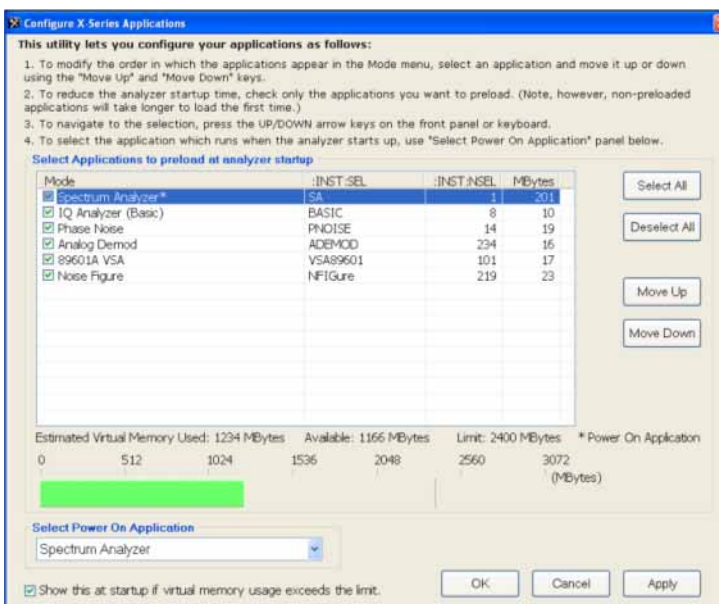 Configure X-Series Applications
This utility lets you configure your applications as follows:
1. To modify the order in which the applications appear in the Mode menu, select an application and move it up or down
using the "Move Up" and "Move Down" keys.
2. To reduce the analyzer startup time, check only the applications you want to preload. (Note, however, non-preloaded
applications will take longer to load the first time.)
3. To navigate to the selection, press the UP/DOWN arrow keys on the front panel or keyboard.
4. To select the application which runs when the analyzer starts up, use "Select Power On Application" panel below.
Select Applications to preload at analyzer startup
Mode :INST:SEL :INST:NSEL MBytes
Spectrum Analyzer* SA 1 201
IQ Analyzer (Basic) BASIC 8 10
Phase Noise PNOISE 14 19
Analog Demod ADEMOD 234 16
89601A VSA VSA89601 101 17
Noise Figure NFIGure 219 23
Select All
Deselect All
Move Up
Move Down
Estimated Virtual Memory Used: 1234 MBytes Available: 1166 MBytes Limit: 2400 MBytes * Power On Application
0 512 1024 1536 2048 2560 3072
(MBytes)
Select Power On Application
Spectrum Analyzer
Show this at startup if virtual memory usage exceeds the limit.
OK Cancel Apply